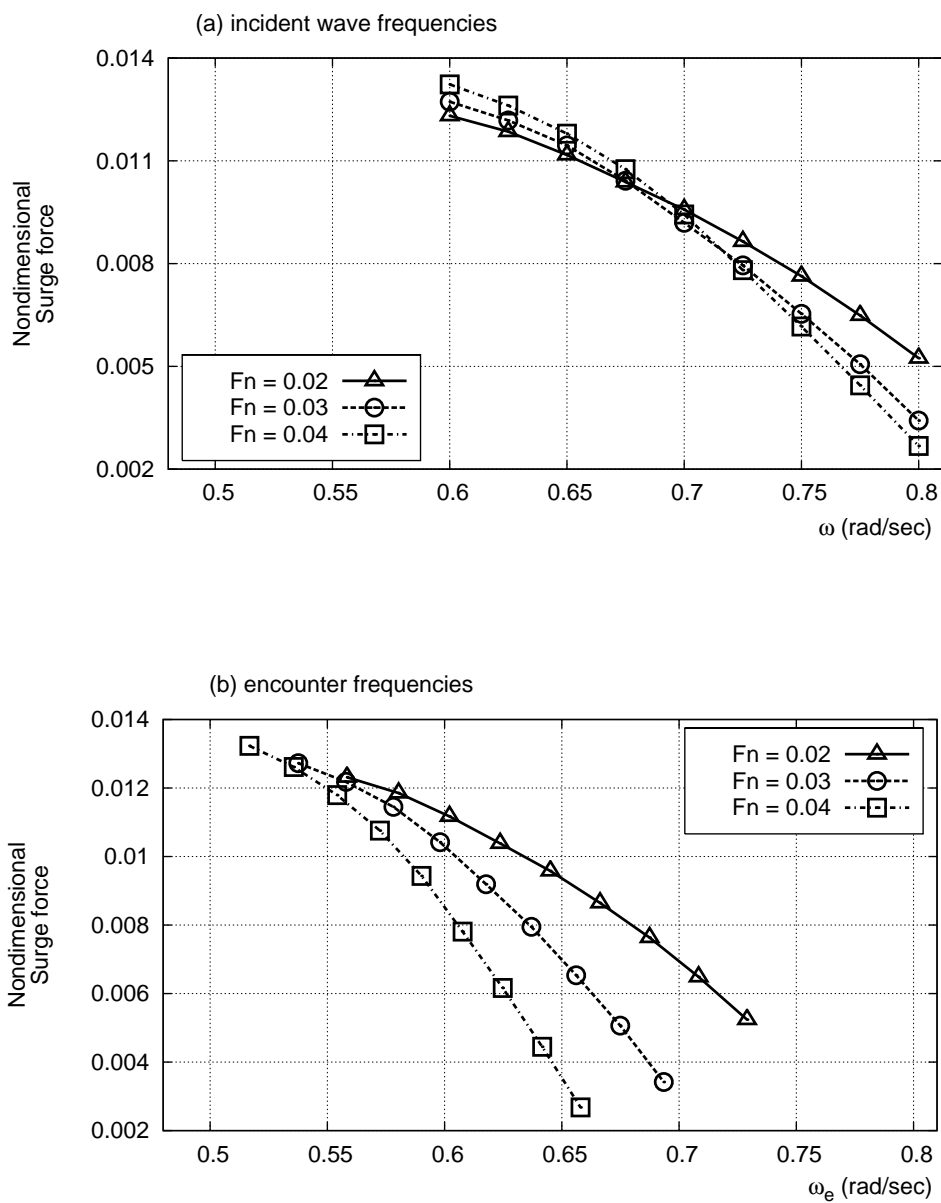 (a) incident wave frequencies
0.014
0.011
0.008
0.005
0.002
Nondimensional
Surge force
Fn = 0.02
Fn = 0.03
Fn = 0.04
0.5 0.55 0.6 0.65 0.7 0.75 0.8
ω (rad/sec)
(b) encounter frequencies
0.014
0.012
0.01
0.008
0.006
0.004
0.002
Nondimensional
Surge force
Fn = 0.02
Fn = 0.03
Fn = 0.04
0.5 0.55 0.6 0.65 0.7 0.75 0.8
ωe (rad/sec)